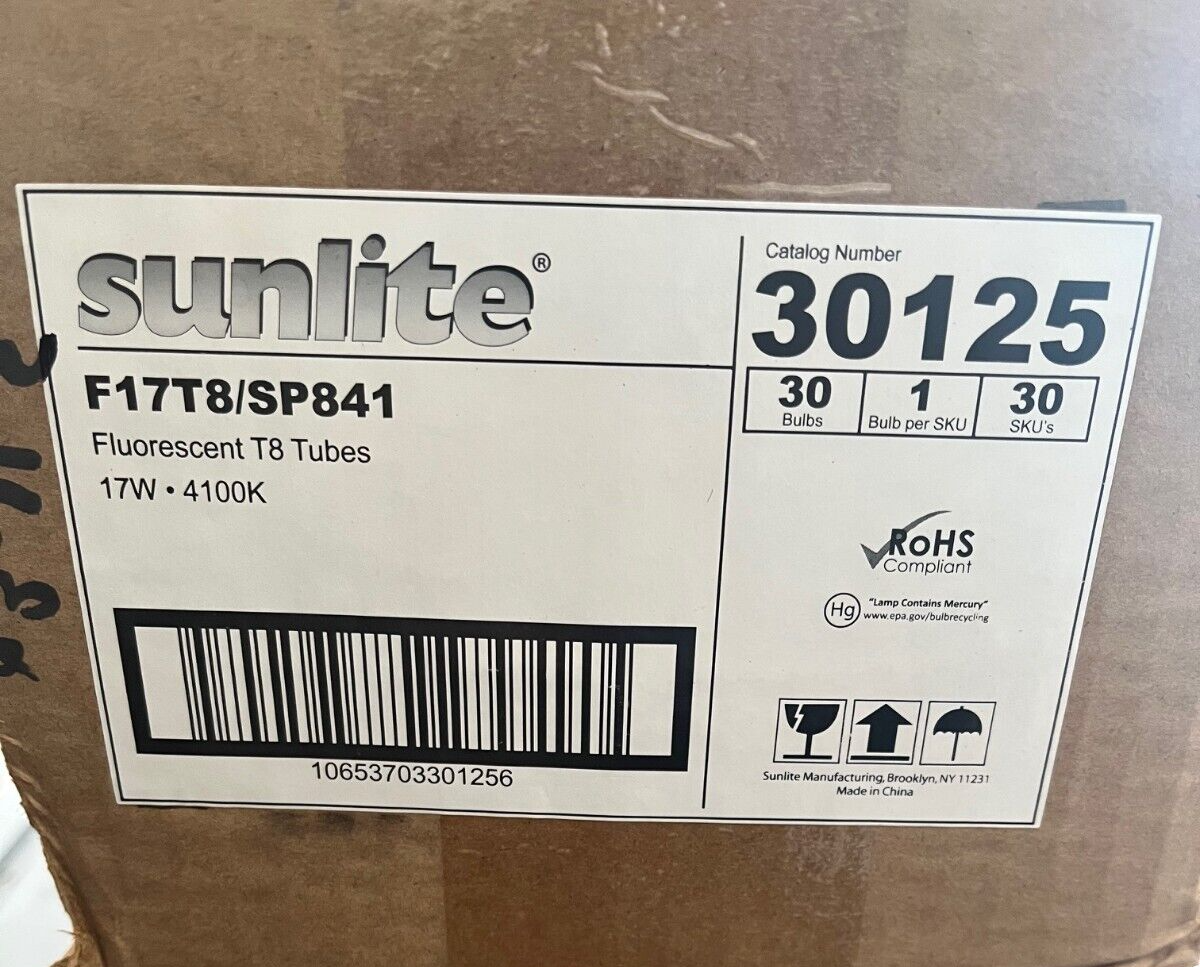 sunlite®
F17T8/SP841
Fluorescent T8 Tubes
17W • 4100K
10653703301256
Catalog Number
30125
30 1 30
Bulbs Bulb per SKU SKU's
RoHS
Compliant
Hg "Lamp Contains Mercury"
www.epa.gov/bulbrecycling
Sunlite Manufacturing, Brooklyn, NY 11231
Made in China